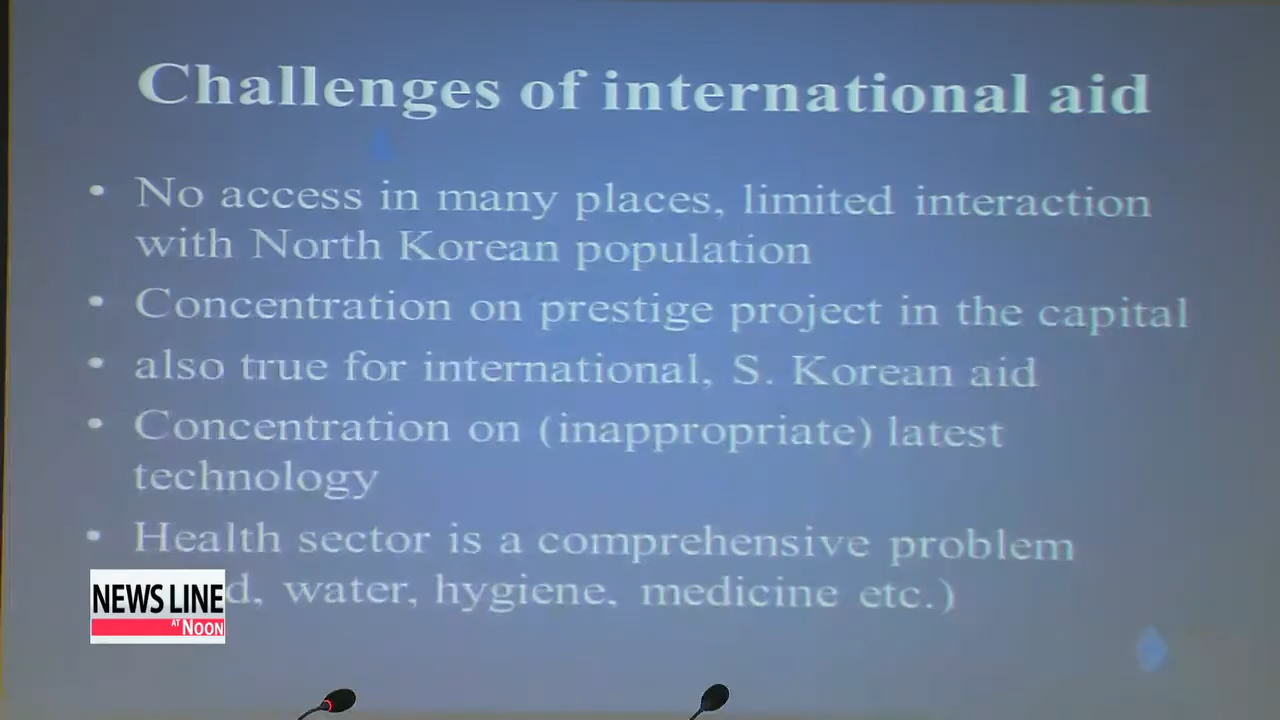 Challenges of international aid
• No access in many places, limited interaction
with North Korean population
• Concentration on prestige project in the capital
• also true for international, S. Korean aid
• Concentration on (inappropriate) latest
technology
• Health sector is a comprehensive problem
d, water, hygiene, medicine etc.)
NEWS LINE
AT NOON